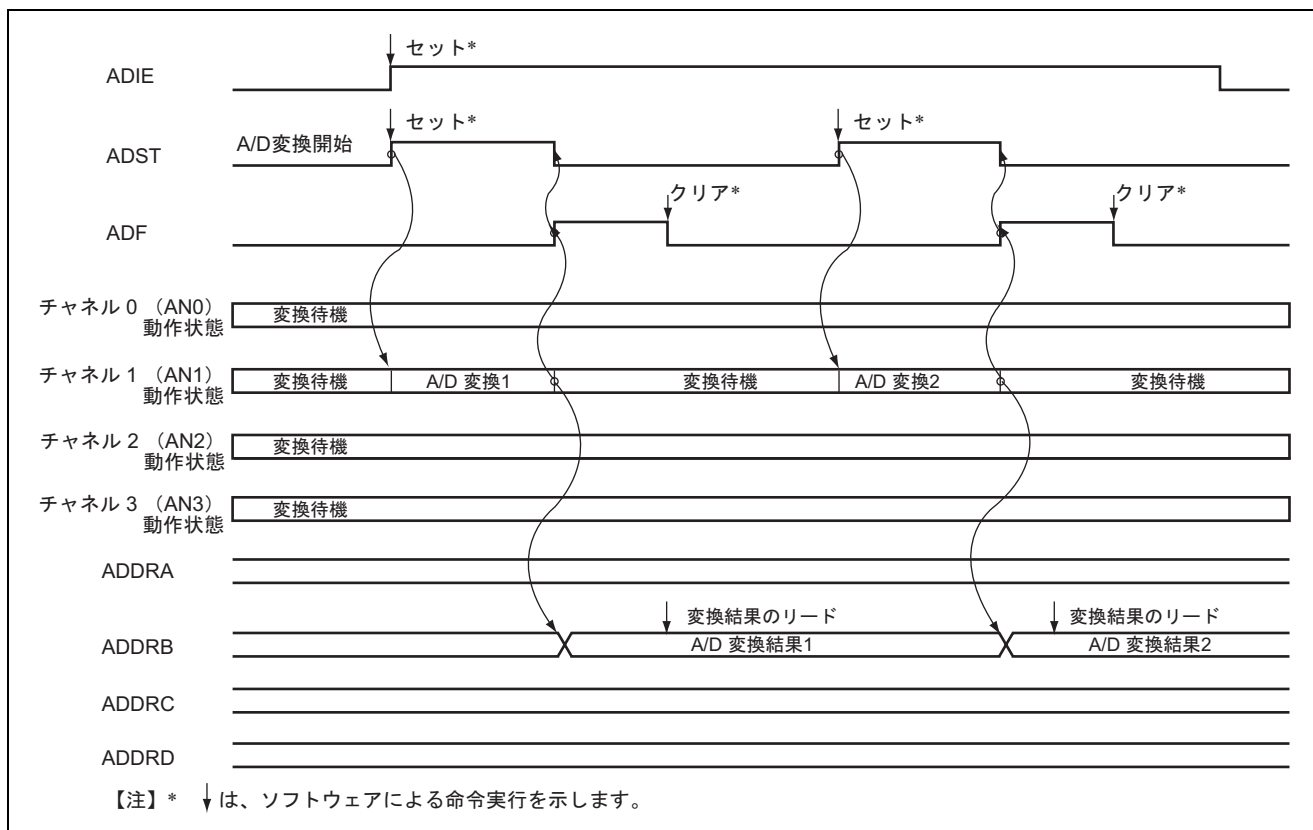 セット*
ADIE
セット*
セット*
A/D変換開始
ADST
クリア*
クリア*
ADF
チャネル 0 (AN0)
動作状態
変換待機
チャネル 1 (AN1)
動作状態
変換待機
A/D 変換1
変換待機
A/D 変換2
変換待機
チャネル 2 (AN2)
動作状態
変換待機
チャネル 3 (AN3)
動作状態
変換待機
ADDRA
変換結果のリード
変換結果のリード
ADDRB
A/D 変換結果1
A/D 変換結果2
ADDRC
ADDRD
【注】* ↓は、ソフトウェアによる命令実行を示します。